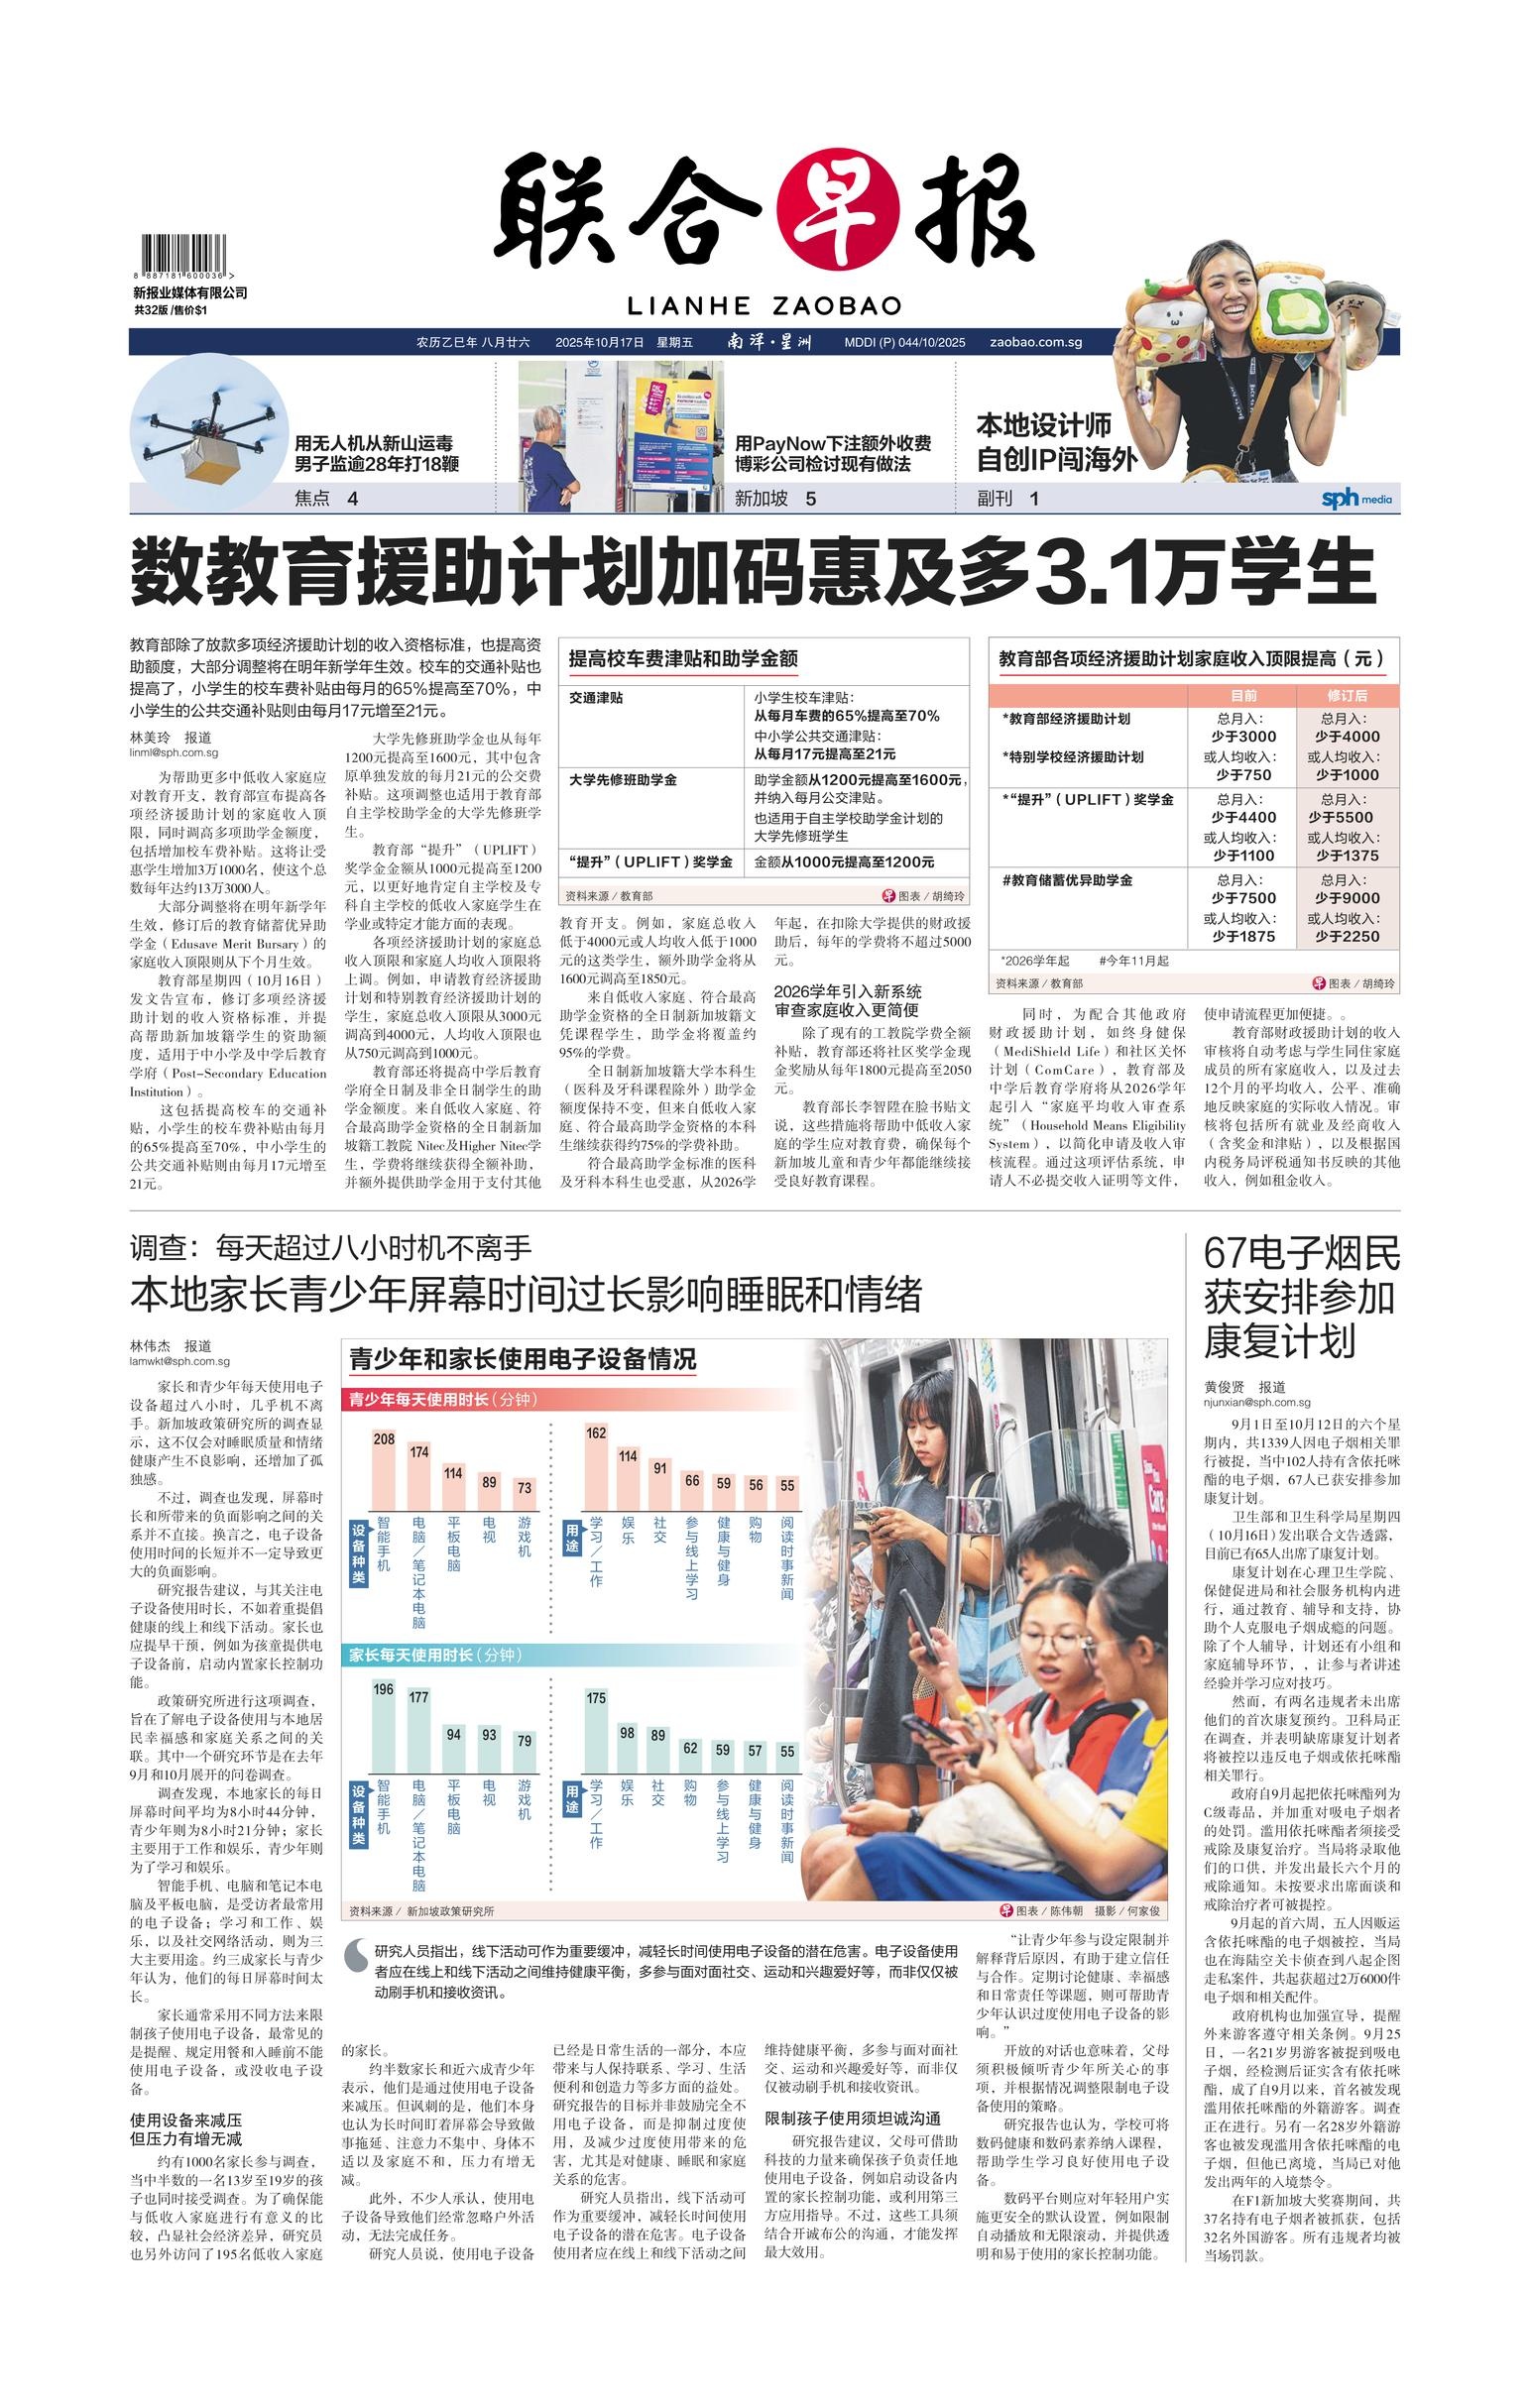 联合早报
LIANHE ZAOBAO
8 887181 600036 >
新报业媒体有限公司
共32版/售价$1
农历乙巳年 八月廿六 2025年10月17日 星期五 南洋·星洲 MDDI (P) 044/10/2025 zaobao.com.sg
用无人机从新山运毒
男子监逾28年打18鞭
焦点 4
用PayNow下注额外收费
博彩公司检讨现有做法
新加坡 5
本地设计师
自创IP闯海外
副刊 1
sph media
数教育援助计划加码惠及多3.1万学生
教育部除了放款多项经济援助计划的收入资格标准，也提高资
助额度，大部分调整将在明年新学年生效。校车的交通补贴也
提高了，小学生的校车费补贴由每月的65%提高至70%，中
小学生的公共交通补贴则由每月17元增至21元。
林美玲 报道
linml@sph.com.sg
为帮助更多中低收入家庭应
对教育开支，教育部宣布提高各
项经济援助计划的家庭收入顶
限，同时调高多项助学金额度，
包括增加校车费补贴。这将让受
惠学生增加3万1000名，使这个总
数每年达约13万3000人。
大部分调整将在明年新学年
生效，修订后的教育储蓄优异助
学金（Edusave Merit Bursary）的
家庭收入顶限则从下个月生效。
教育部星期四（10月16日）
发文告宣布，修订多项经济援
助计划的收入资格标准，并提
高帮助新加坡籍学生的资助额
度，适用于中小学及中学后教育
学府（Post-Secondary Education
Institution）。
这包括提高校车的交通补
贴，小学生的校车费补贴由每月
的65%提高至70%，中小学生的
公共交通补贴则由每月17元增至
21元。
大学先修班助学金也从每年
1200元提高至1600元，其中包含
原单独发放的每月21元的公交费
补贴。这项调整也适用于教育部
自主学校助学金的大学先修班学
生。
教育部“提升”（UPLIFT）
奖学金金额从1000元提高至1200
元，以更好地肯定自主学校及专
科自主学校的低收入家庭学生在
学业或特定才能方面的表现。
各项经济援助计划的家庭总
收入顶限和家庭人均收入顶限将
上调。例如，申请教育经济援助
计划和特别教育经济援助计划的
学生，家庭总收入顶限从3000元
调高到4000元，人均收入顶限也
从750元调高到1000元。
教育部还将提高中学后教育
学府全日制及非全日制学生的助
学金额度。来自低收入家庭、符
合最高助学金资格的全日制新加
坡籍工教院 Nitec及Higher Nitec学
生，学费将继续获得全额补助，
并额外提供助学金用于支付其他
提高校车费津贴和助学金额
交通津贴
小学生校车津贴：
从每月车费的65%提高至70%
中小学公共交通津贴：
从每月17元提高至21元
大学先修班助学金
助学金额从1200元提高至1600元，
并纳入每月公交津贴。
也适用于自主学校助学金计划的
大学先修班学生
“提升”（UPLIFT）奖学金
金额从1000元提高至1200元
资料来源／教育部
早 图表／胡绮玲
教育开支。例如，家庭总收入
低于4000元或人均收入低于1000
元的这类学生，额外助学金将从
1600元调高至1850元。
来自低收入家庭、符合最高
助学金资格的全日制新加坡籍文
凭课程学生，助学金将覆盖约
95%的学费。
全日制新加坡籍大学本科生
（医科及牙科课程除外）助学金
额度保持不变，但来自低收入家
庭、符合最高助学金资格的本科
生继续获得约75%的学费补助。
符合最高助学金标准的医科
及牙科本科生也受惠，从2026学
年起，在扣除大学提供的财政援
助后，每年的学费将不超过5000
元。
2026学年引入新系统
审查家庭收入更简便
除了现有的工教院学费全额
补贴，教育部还将社区奖学金现
金奖励从每年1800元提高至2050
元。
教育部长李智陞在脸书贴文
说，这些措施将帮助中低收入家
庭的学生应对教育费，确保每个
新加坡儿童和青少年都能继续接
受良好教育课程。
教育部各项经济援助计划家庭收入顶限提高（元）
目前 修订后
*教育部经济援助计划
*特别学校经济援助计划
总月入：
少于3000
或人均收入：
少于750
总月入：
少于4000
或人均收入：
少于1000
*“提升”（UPLIFT）奖学金
总月入：
少于4400
或人均收入：
少于1100
总月入：
少于5500
或人均收入：
少于1375
#教育储蓄优异助学金
总月入：
少于7500
或人均收入：
少于1875
总月入：
少于9000
或人均收入：
少于2250
*2026学年起 #今年11月起
资料来源／教育部
早 图表／胡绮玲
同时，为配合其他政府
财政援助计划，如终身健保
（MediShield Life）和社区关怀
计划（ComCare），教育部及
中学后教育学府将从2026学年
起引入“家庭平均收入审查系
统”（Household Means Eligibility
System），以简化申请及收入审
核流程。通过这项评估系统，申
请人不必提交收入证明等文件，
使申请流程更加便捷。。
教育部财政援助计划的收入
审核将自动考虑与学生同住家庭
成员的所有家庭收入，以及过去
12个月的平均收入，公平、准确
地反映家庭的实际收入情况。审
核将包括所有就业及经商收入
（含奖金和津贴），以及根据国
内税务局评税通知书反映的其他
收入，例如租金收入。
调查：每天超过八小时机不离手
本地家长青少年屏幕时间过长影响睡眠和情绪
林伟杰 报道
lamwkt@sph.com.sg
家长和青少年每天使用电子
设备超过八小时，几乎机不离
手。新加坡政策研究所的调查显
示，这不仅会对睡眠质量和情绪
健康产生不良影响，还增加了孤
独感。
不过，调查也发现，屏幕时
长和所带来的负面影响之间的关
系并不直接。换言之，电子设备
使用时间的长短并不一定导致更
大的负面影响。
研究报告建议，与其关注电
子设备使用时长，不如着重提倡
健康的线上和线下活动。家长也
应提早干预，例如为孩童提供电
子设备前，启动内置家长控制功
能。
政策研究所进行这项调查，
旨在了解电子设备使用与本地居
民幸福感和家庭关系之间的关
联。其中一个研究环节是在去年
9月和10月展开的问卷调查。
调查发现，本地家长的每日
屏幕时间平均为8小时44分钟，
青少年则为8小时21分钟；家长
主要用于工作和娱乐，青少年则
为了学习和娱乐。
智能手机、电脑和笔记本电
脑及平板电脑，是受访者最常用
的电子设备；学习和工作、娱
乐，以及社交网络活动，则为三
大主要用途。约三成家长与青少
年认为，他们的每日屏幕时间太
长。
家长通常采用不同方法来限
制孩子使用电子设备，最常见的
是提醒、规定用餐和入睡前不能
使用电子设备，或没收电子设
备。
使用设备来减压
但压力有增无减
约有1000名家长参与调查，
当中半数的一名13岁至19岁的孩
子也同时接受调查。为了确保能
与低收入家庭进行有意义的比
较，凸显社会经济差异，研究员
也另外访问了195名低收入家庭
青少年和家长使用电子设备情况
青少年每天使用时长（分钟）
208 174 114 89 73
设备种类 智能手机 电脑／笔记本电脑 平板电脑 电视 游戏机
162 114 91 66 59 56 55
用途 学习／工作 娱乐 社交 参与线上学习 健康与健身 购物 阅读时事新闻
家长每天使用时长（分钟）
196 177 94 93 79
设备种类 智能手机 电脑／笔记本电脑 平板电脑 电视 游戏机
175 98 89 62 59 57 55
用途 学习／工作 娱乐 社交 购物 参与线上学习 健康与健身 阅读时事新闻
资料来源／新加坡政策研究所
早 图表／陈伟朝 摄影／何家俊
研究人员指出，线下活动可作为重要缓冲，减轻长时间使用电子设备的潜在危害。电子设备使用
者应在线上和线下活动之间维持健康平衡，多参与面对面社交、运动和兴趣爱好等，而非仅仅被
动刷手机和接收资讯。
的家长。
约半数家长和近六成青少年
表示，他们是通过使用电子设备
来减压。但讽刺的是，他们本身
也认为长时间盯着屏幕会导致做
事拖延、注意力不集中、身体不
适以及家庭不和，压力有增无
减。
此外，不少人承认，使用电
子设备导致他们经常忽略户外活
动，无法完成任务。
研究人员说，使用电子设备
已经是日常生活的一部分，本应
带来与人保持联系、学习、生活
便利和创造力等多方面的益处。
研究报告的目标并非鼓励完全不
用电子设备，而是抑制过度使
用，及减少过度使用带来的危
害，尤其是对健康、睡眠和家庭
关系的危害。
研究人员指出，线下活动可
作为重要缓冲，减轻长时间使用
电子设备的潜在危害。电子设备
使用者应在线上和线下活动之间
维持健康平衡，多参与面对面社
交、运动和兴趣爱好等，而非仅
仅被动刷手机和接收资讯。
限制孩子使用须坦诚沟通
研究报告建议，父母可借助
科技的力量来确保孩子负责任地
使用电子设备，例如启动设备内
置的家长控制功能，或利用第三
方应用指导。不过，这些工具须
结合开诚布公的沟通，才能发挥
最大效用。
“让青少年参与设定限制并
解释背后原因，有助于建立信任
与合作。定期讨论健康、幸福感
和日常责任等课题，则可帮助青
少年认识过度使用电子设备的影
响。”
开放的对话也意味着，父母
须积极倾听青少年所关心的事
项，并根据情况调整限制电子设
备使用的策略。
研究报告也认为，学校可将
数码健康和数码素养纳入课程，
帮助学生学习良好使用电子设
备。
数码平台则应对年轻用户实
施更安全的默认设置，例如限制
自动播放和无限滚动，并提供透
明和易于使用的家长控制功能。
67电子烟民
获安排参加
康复计划
黄俊贤 报道
njunxian@sph.com.sg
9月1日至10月12日的六个星
期内，共1339人因电子烟相关罪
行被捉，当中102人持有含依托咪
酯的电子烟，67人已获安排参加
康复计划。
卫生部和卫生科学局星期四
（10月16日）发出联合文告透露，
目前已有65人出席了康复计划。
康复计划在心理卫生学院、
保健促进局和社会服务机构内进
行，通过教育、辅导和支持，协
助个人克服电子烟成瘾的问题。
除了个人辅导，计划还有小组和
家庭辅导环节，，让参与者讲述
经验并学习应对技巧。
然而，有两名违规者未出席
他们的首次康复预约。卫科局正
在调查，并表明缺席康复计划者
将被控以违反电子烟或依托咪酯
相关罪行。
政府自9月起把依托咪酯列为
C级毒品，并加重对吸电子烟者
的处罚。滥用依托咪酯者须接受
戒除及康复治疗。当局将录取他
们的口供，并发出最长六个月的
戒除通知。未按要求出席面谈和
戒除治疗者可被提控。
9月起的首六周，五人因贩运
含依托咪酯的电子烟被控，当局
也在海陆空关卡侦查到八起企图
走私案件，共起获超过2万6000件
电子烟和相关配件。
政府机构也加强宣导，提醒
外来游客遵守相关条例。9月25
日，一名21岁男游客被捉到吸电
子烟，经检测后证实含有依托咪
酯，成了自9月以来，首名被发现
滥用依托咪酯的外籍游客。调查
正在进行。另有一名28岁外籍游
客也被发现滥用含依托咪酯的电
子烟，但他已离境，当局已对他
发出两年的入境禁令。
在F1新加坡大奖赛期间，共
37名持有电子烟者被抓获，包括
32名外国游客。所有违规者均被
当场罚款。